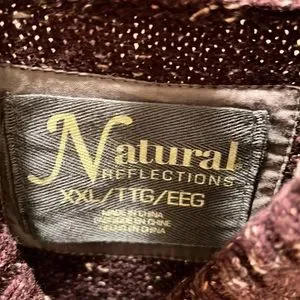 Natural
REFLECTIONS
XXL/TTG/EEG
MADE IN CHINA
FABRIQUÉ EN CHINE
HECHO EN CHINA